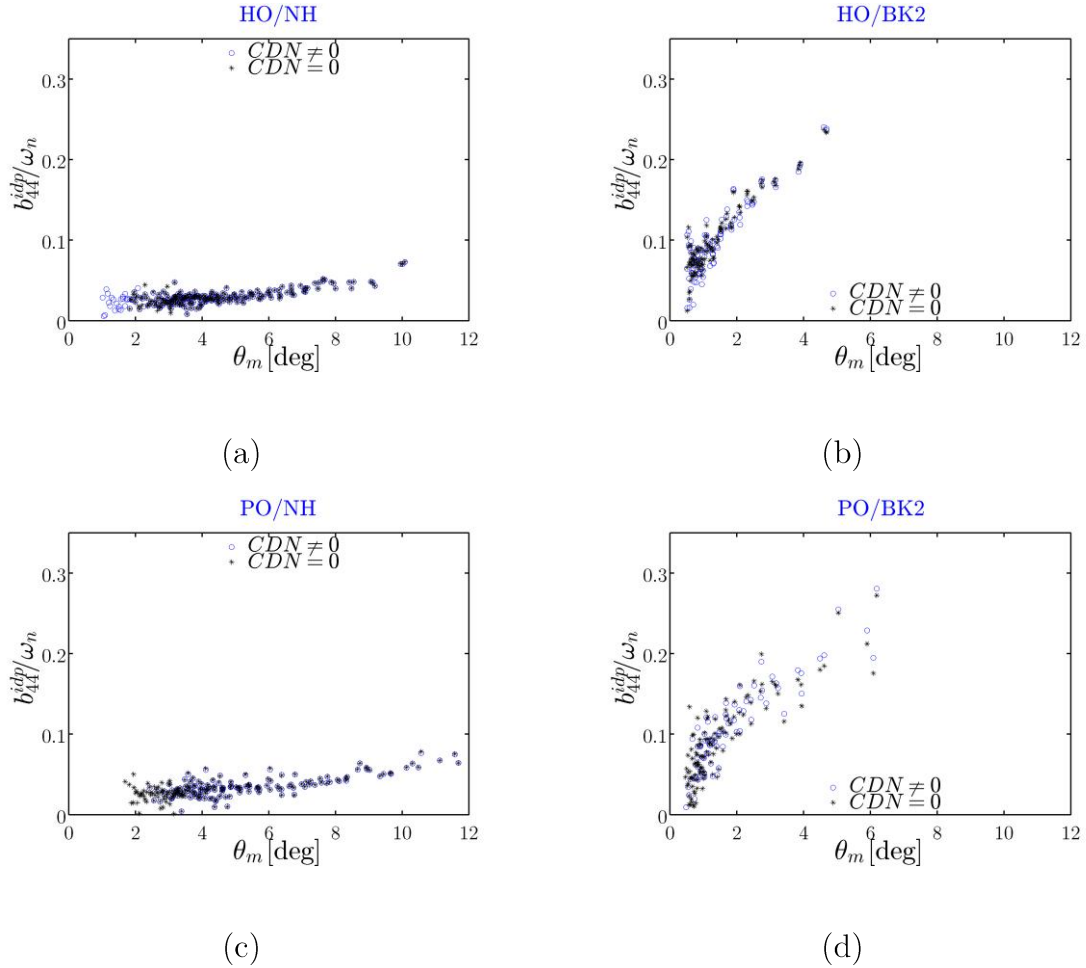 HO/NH
CDN ≠ 0
CDN = 0
0.3
0.2
0.1
0
b_{44}^{idp}/ω_n
0 2 4 6 8 10 12
θ_m [deg]
(a)
HO/BK2
0.3
0.2
0.1
0
b_{44}^{idp}/ω_n
CDN ≠ 0
CDN = 0
0 2 4 6 8 10 12
θ_m [deg]
(b)
PO/NH
CDN ≠ 0
CDN = 0
0.3
0.2
0.1
0
b_{44}^{idp}/ω_n
0 2 4 6 8 10 12
θ_m [deg]
(c)
PO/BK2
0.3
0.2
0.1
0
b_{44}^{idp}/ω_n
CDN ≠ 0
CDN = 0
0 2 4 6 8 10 12
θ_m [deg]
(d)